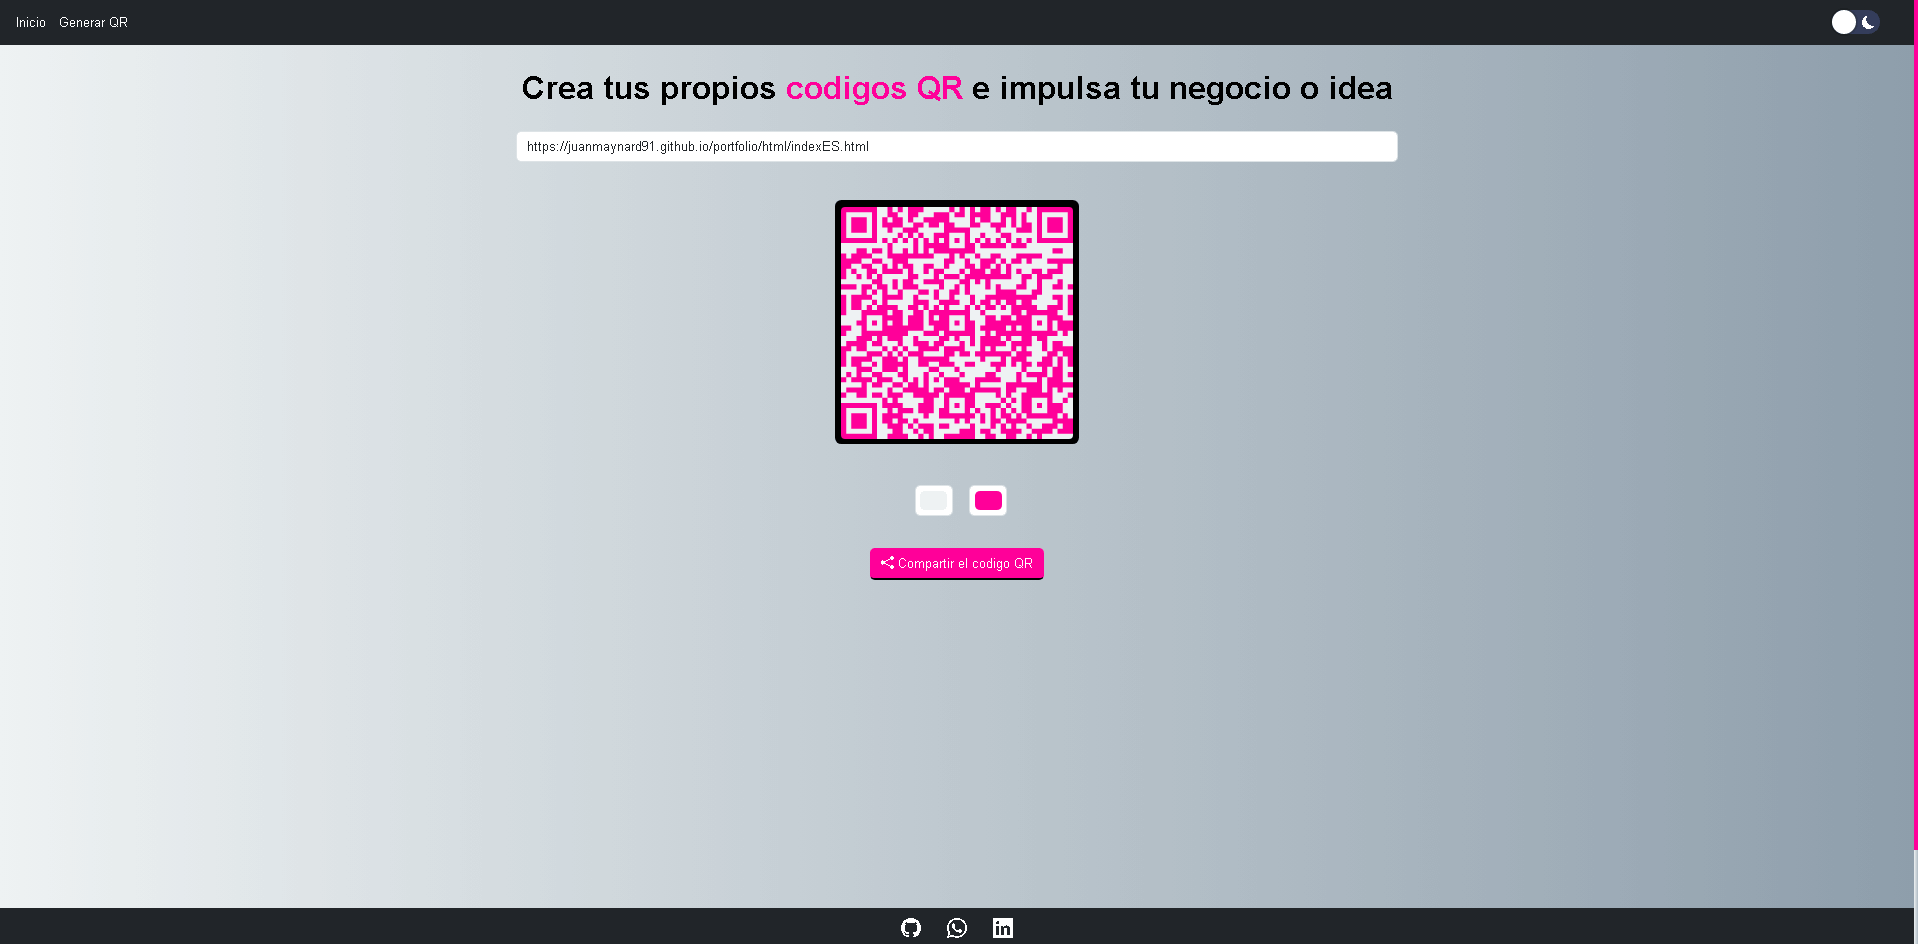 Inicio Generar QR
Crea tus propios codigos QR e impulsa tu negocio o idea
https://juanmaynard91.github.io/portfolio/html/indexES.html
Compartir el codigo QR
in